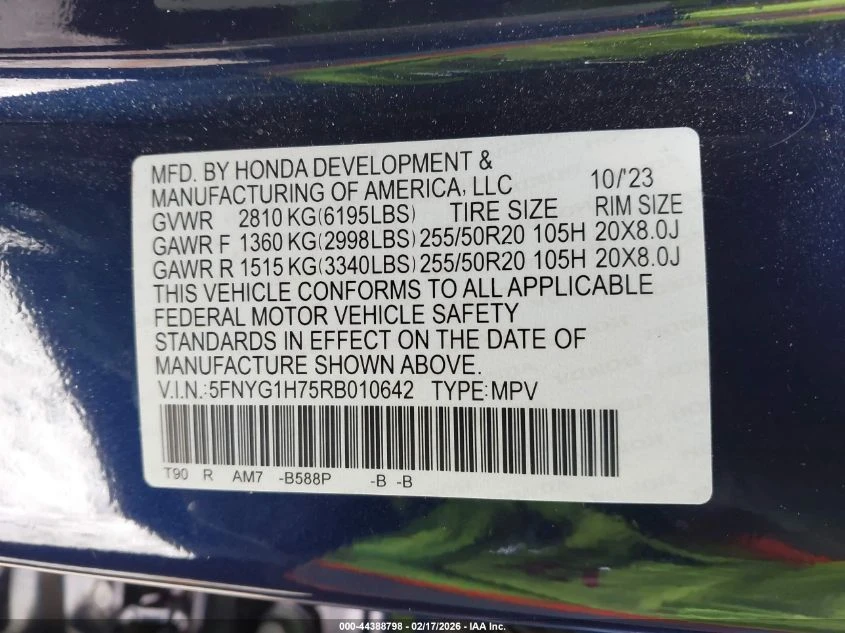 MFD. BY HONDA DEVELOPMENT &
MANUFACTURING OF AMERICA, LLC 10/'23
GVWR 2810 KG(6195LBS) TIRE SIZE RIM SIZE
GAWR F 1360 KG(2998LBS) 255/50R20 105H 20X8.0J
GAWR R 1515 KG(3340LBS) 255/50R20 105H 20X8.0J
THIS VEHICLE CONFORMS TO ALL APPLICABLE
FEDERAL MOTOR VEHICLE SAFETY
STANDARDS IN EFFECT ON THE DATE OF
MANUFACTURE SHOWN ABOVE.
V.I.N.:5FNYG1H75RB010642 TYPE:MPV
T90 R AM7 -B588P -B -B
000-44388798 - 02/17/2026 - IAA Inc.